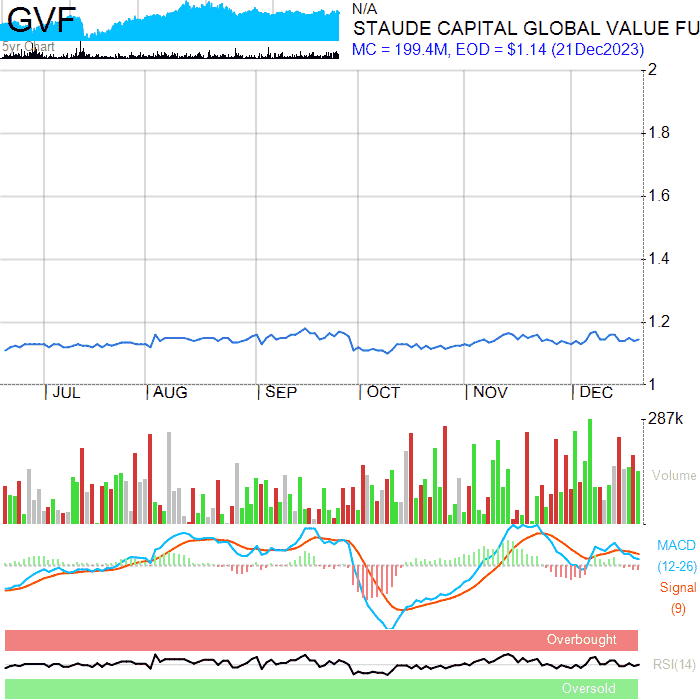 GVF
5yr Chart
N/A
STAUDE CAPITAL GLOBAL VALUE FU
MC = 199.4M, EOD = $1.14 (21Dec2023)
2
1.8
1.6
1.4
1.2
1
JUL AUG SEP OCT NOV DEC
287k
Volume
MACD
(12-26)
Signal
(9)
Overbought
RSI(14)
Oversold